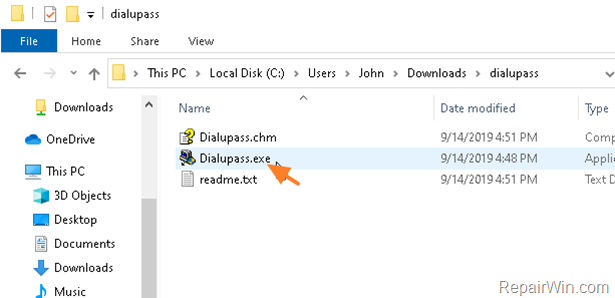 dialupass
File Home Share View
This PC > Local Disk (C:) > Users > John > Downloads > dialupass
Downloads
OneDrive
This PC
3D Objects
Desktop
Documents
Downloads
Music
Name Date modified Ty
Dialupass.chm 9/14/2019 4:51 PM Comp
Dialupass.exe 9/14/2019 4:48 PM Applic
readme.txt 9/14/2019 4:51 PM Text D
RepairWin.com